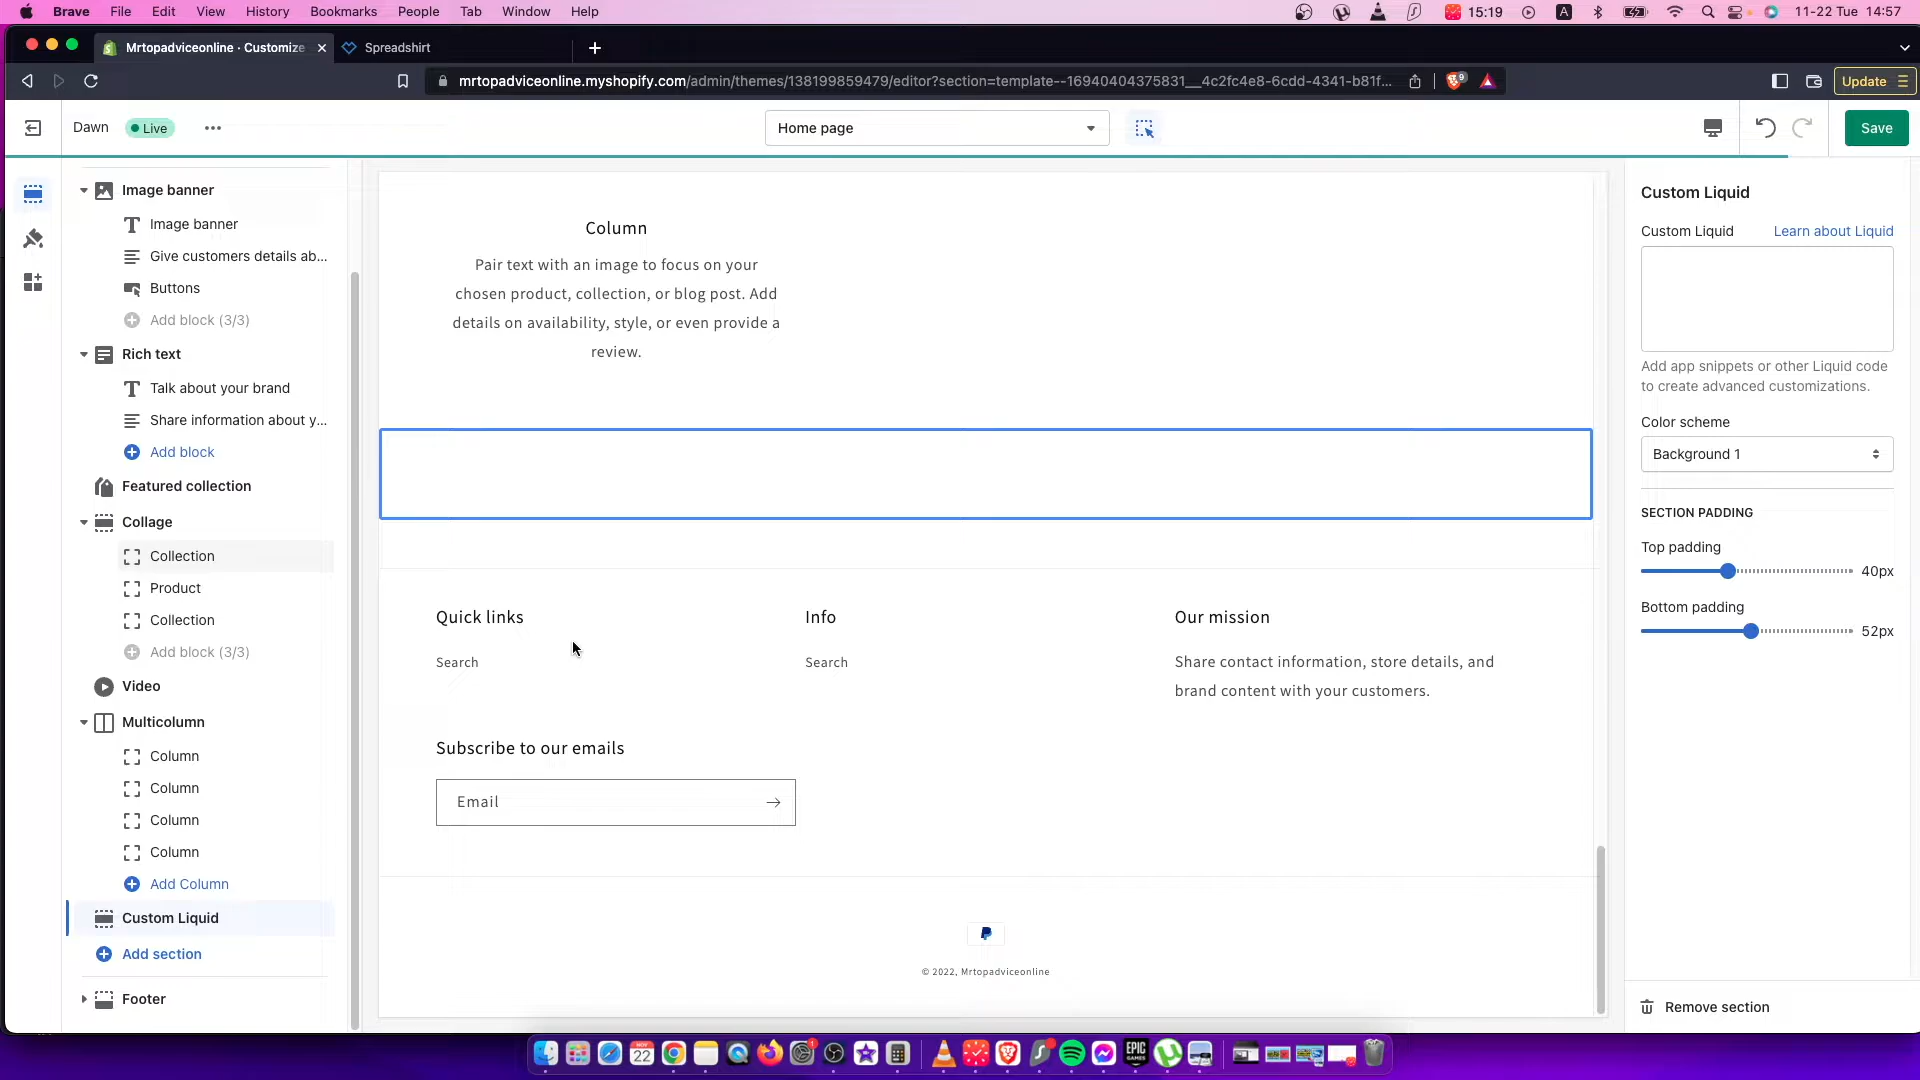 Brave File Edit View History Bookmarks People Tab Window Help 15:19 A 11-22 Tue 14:57
Mrtopadviceonline · Customize Spreadshirt
mrtopadviceonline.myshopify.com/admin/themes/138199859479/editor?section=template--16940404375831__4c2fc4e8-6cdd-4341-b81f... 9 Update
Dawn Live ... Home page Save
Image banner
Image banner
Give customers details ab...
Buttons
Add block (3/3)
Rich text
Talk about your brand
Share information about y...
Add block
Featured collection
Collage
Collection
Product
Collection
Add block (3/3)
Video
Multicolumn
Column
Column
Column
Column
Add Column
Custom Liquid
Add section
Footer
Column
Pair text with an image to focus on your
chosen product, collection, or blog post. Add
details on availability, style, or even provide a
review.
Quick links
Search
Info
Search
Our mission
Share contact information, store details, and
brand content with your customers.
Subscribe to our emails
Email
© 2022, Mrtopadviceonline
Custom Liquid
Custom Liquid Learn about Liquid
Add app snippets or other Liquid code
to create advanced customizations.
Color scheme
Background 1
SECTION PADDING
Top padding
40px
Bottom padding
52px
Remove section
NOV
22
EPIC
GAMES